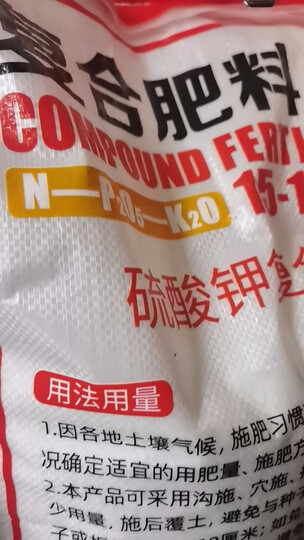 复合肥料
COMPOUND FERT
N—P2O5—K2O
15-1
硫酸钾复合
用法用量
1.因各地土壤气候，施肥习惯
况确定适宜的用肥量、施肥方
2.本产品可采用沟施、穴施、
少用量，施后覆土，避免与种